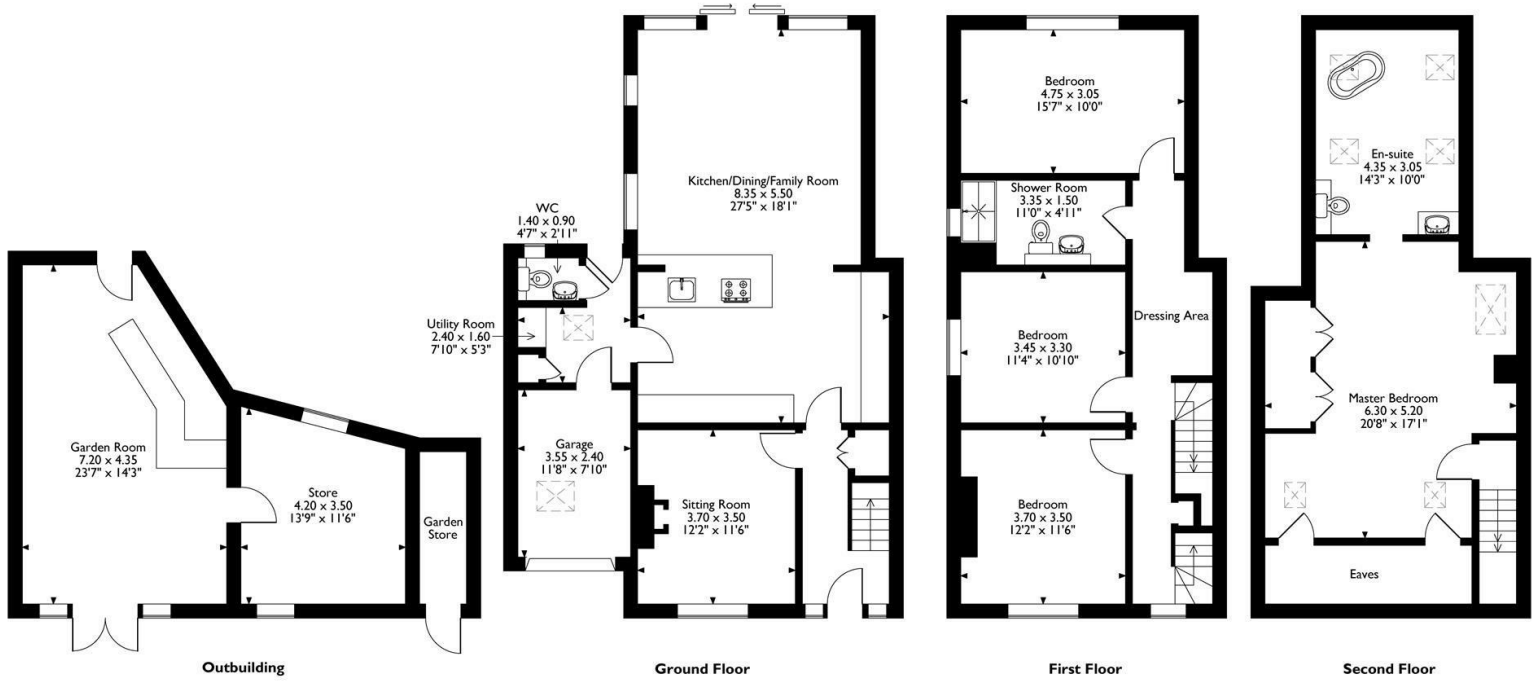 Garden Room
7.20 x 4.35
23'7" x 14'3"
Store
4.20 x 3.50
13'9" x 11'6"
Garden
Store
Outbuilding
Kitchen/Dining/Family Room
8.35 x 5.50
27'5" x 18'1"
WC
1.40 x 0.90
4'7" x 2'11"
Utility Room
2.40 x 1.60
7'10" x 5'3"
Garage
3.55 x 2.40
11'8" x 7'10"
Sitting Room
3.70 x 3.50
12'2" x 11'6"
Ground Floor
Bedroom
4.75 x 3.05
15'7" x 10'0"
Shower Room
3.35 x 1.50
11'0" x 4'11"
Dressing Area
Bedroom
3.45 x 3.30
11'4" x 10'10"
Bedroom
3.70 x 3.50
12'2" x 11'6"
First Floor
En-suite
4.35 x 3.05
14'3" x 10'0"
Master Bedroom
6.30 x 5.20
20'8" x 17'1"
Eaves
Second Floor